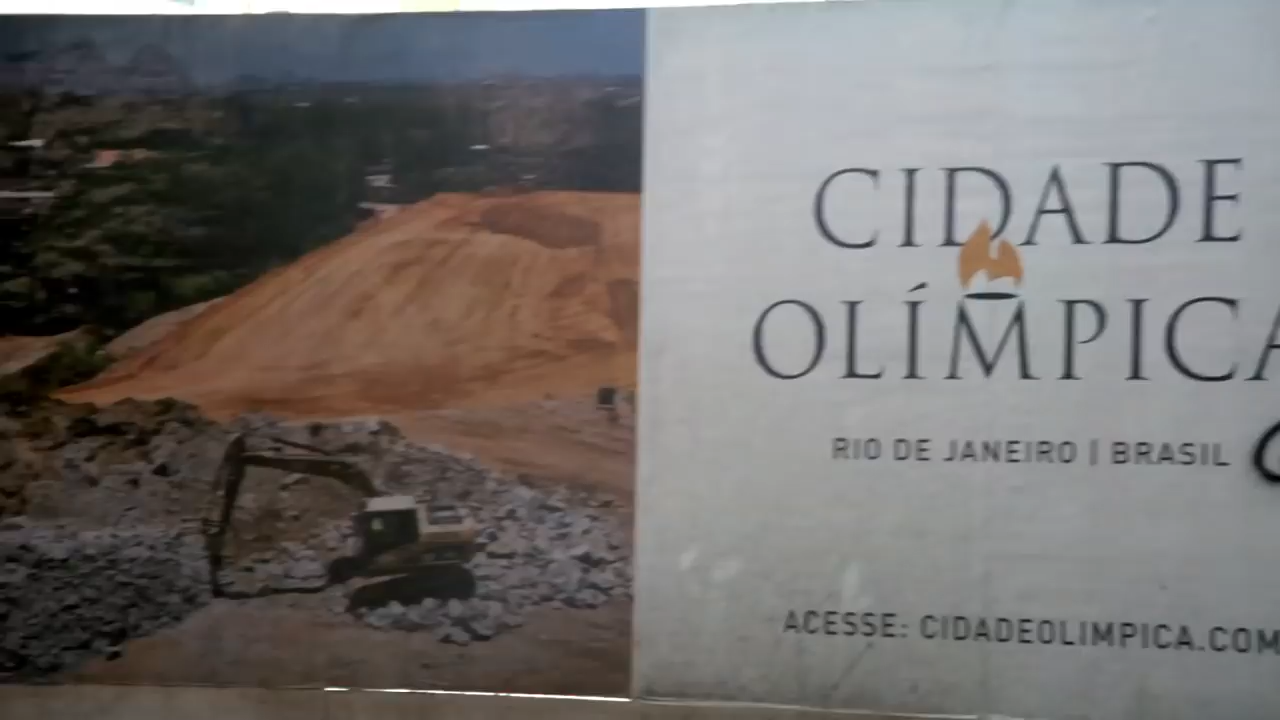 CIDADE
OLÍMPICA
RIO DE JANEIRO | BRASIL
ACESSE: CIDADEOLIMPICA.COM